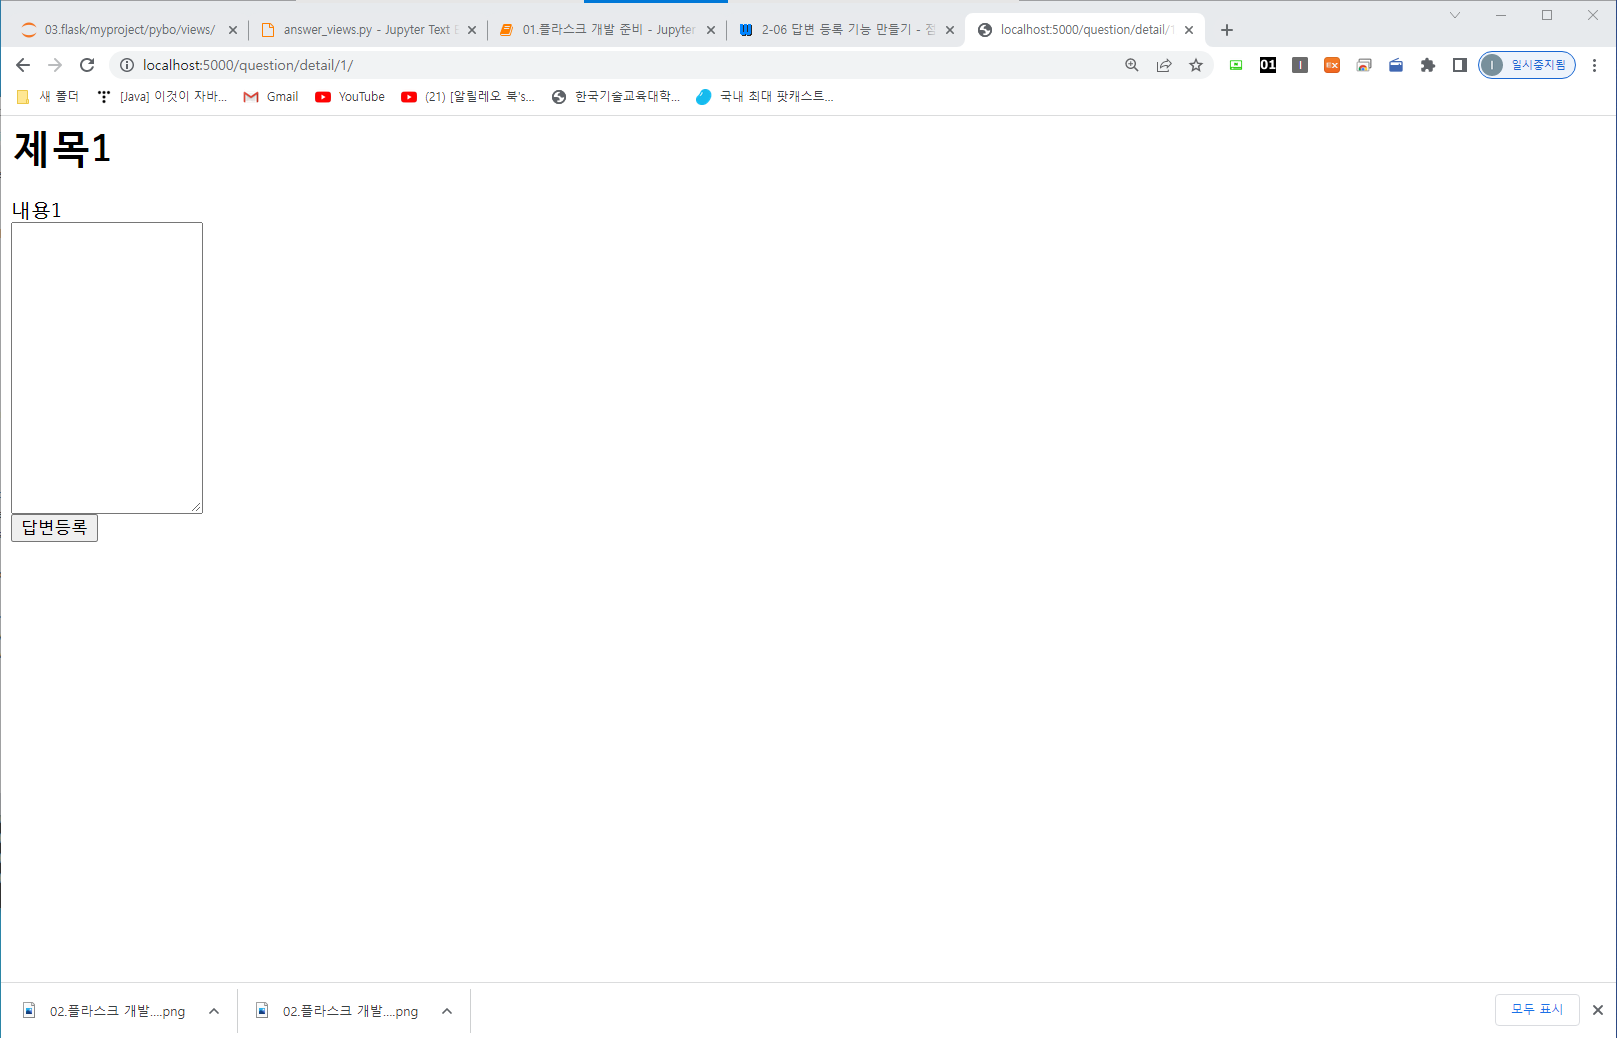 03.flask/myproject/pybo/views/
answer_views.py - Jupyter Text E
01.플라스크 개발 준비 - Jupyter
2-06 답변 등록 기능 만들기 - 점
localhost:5000/question/detail/1
localhost:5000/question/detail/1/
01
I
EX
I
일시중지됨
새 폴더
[Java] 이것이 자바...
Gmail
YouTube
(21) [알릴레오 북's...
한국기술교육대학...
국내 최대 팟캐스트...
제목1
내용1
답변등록
02.플라스크 개발....png
02.플라스크 개발....png
모두 표시